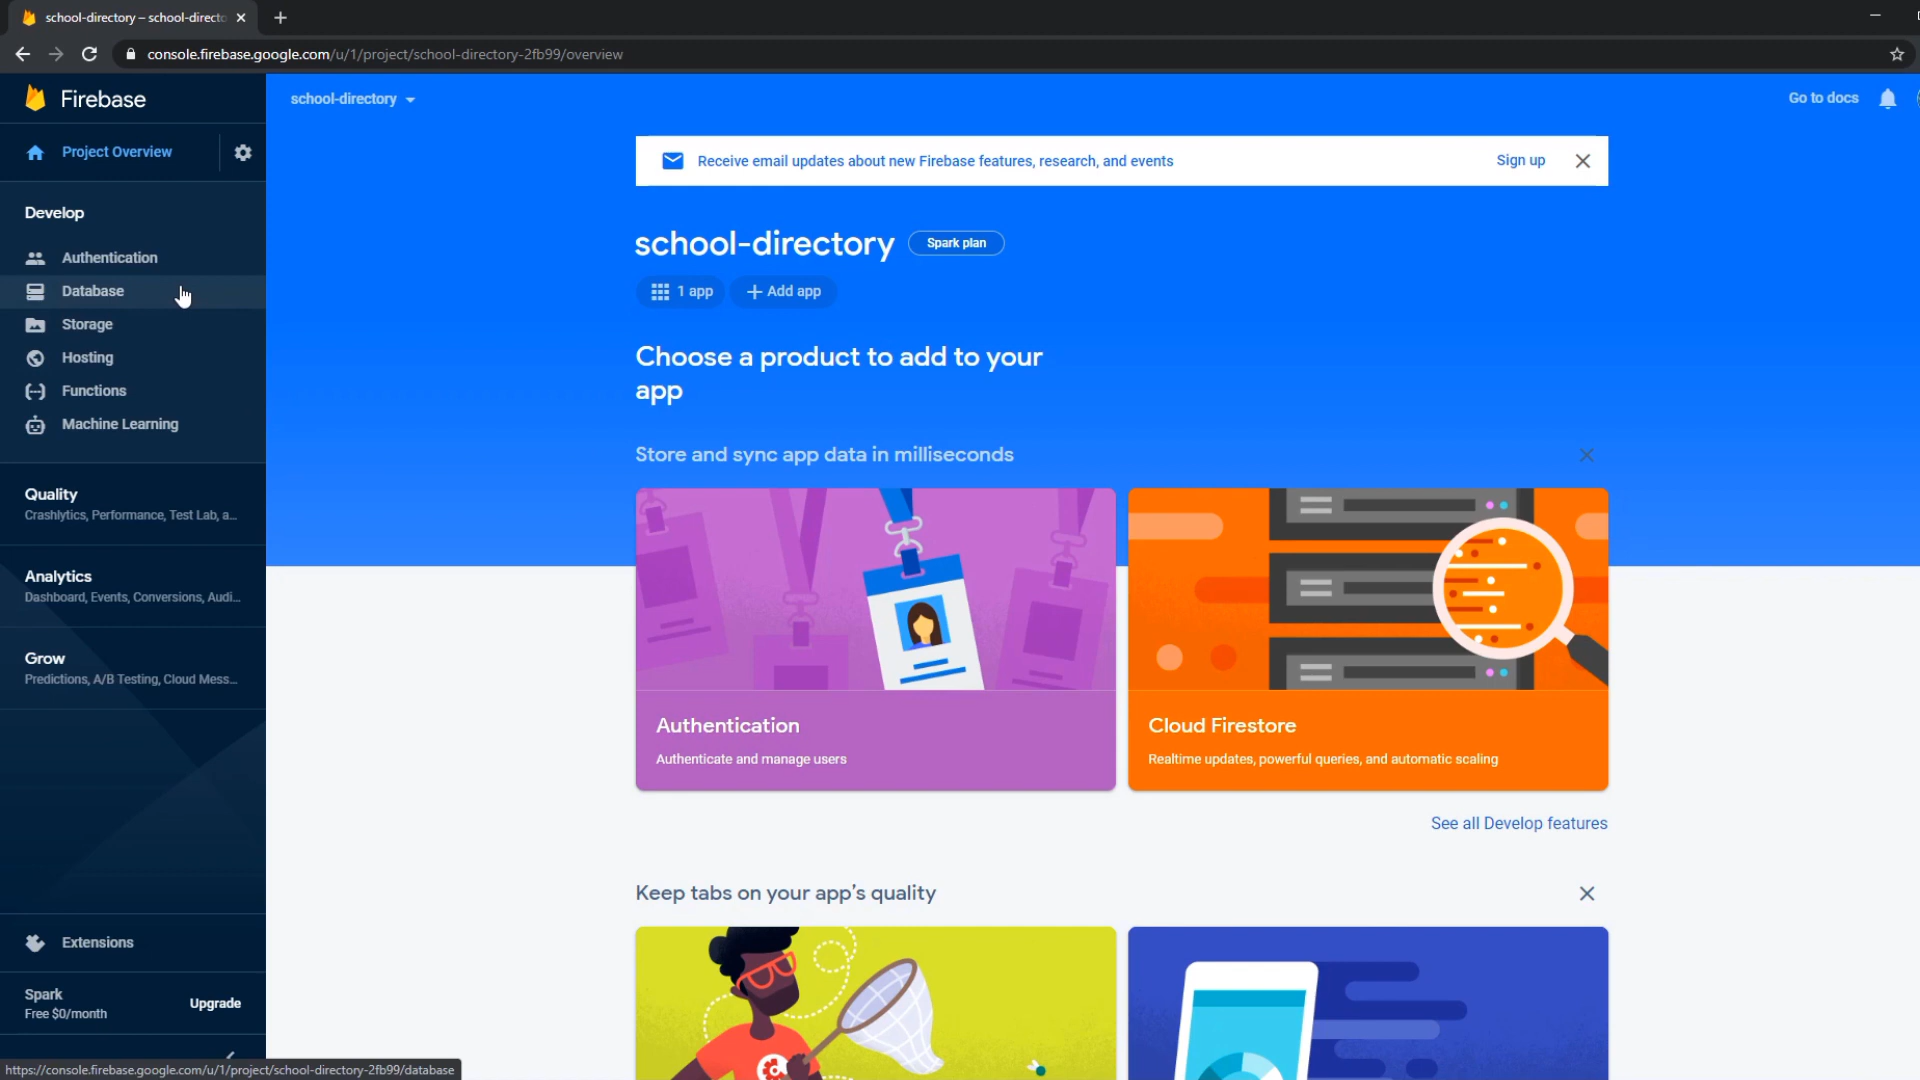 school-directory – school-directo
console.firebase.google.com/u/1/project/school-directory-2fb99/overview
Firebase
school-directory
Go to docs
Project Overview
Receive email updates about new Firebase features, research, and events
Sign up
Develop
school-directory
Spark plan
Authentication
Database
1 app
Add app
Storage
Hosting
Functions
Machine Learning
Choose a product to add to your
app
Store and sync app data in milliseconds
Quality
Crashlytics, Performance, Test Lab, a...
Analytics
Dashboard, Events, Conversions, Audi...
Grow
Predictions, A/B Testing, Cloud Mess...
Authentication
Authenticate and manage users
Cloud Firestore
Realtime updates, powerful queries, and automatic scaling
See all Develop features
Keep tabs on your app's quality
Extensions
Spark
Free $0/month
Upgrade
https://console.firebase.google.com/u/1/project/school-directory-2fb99/database